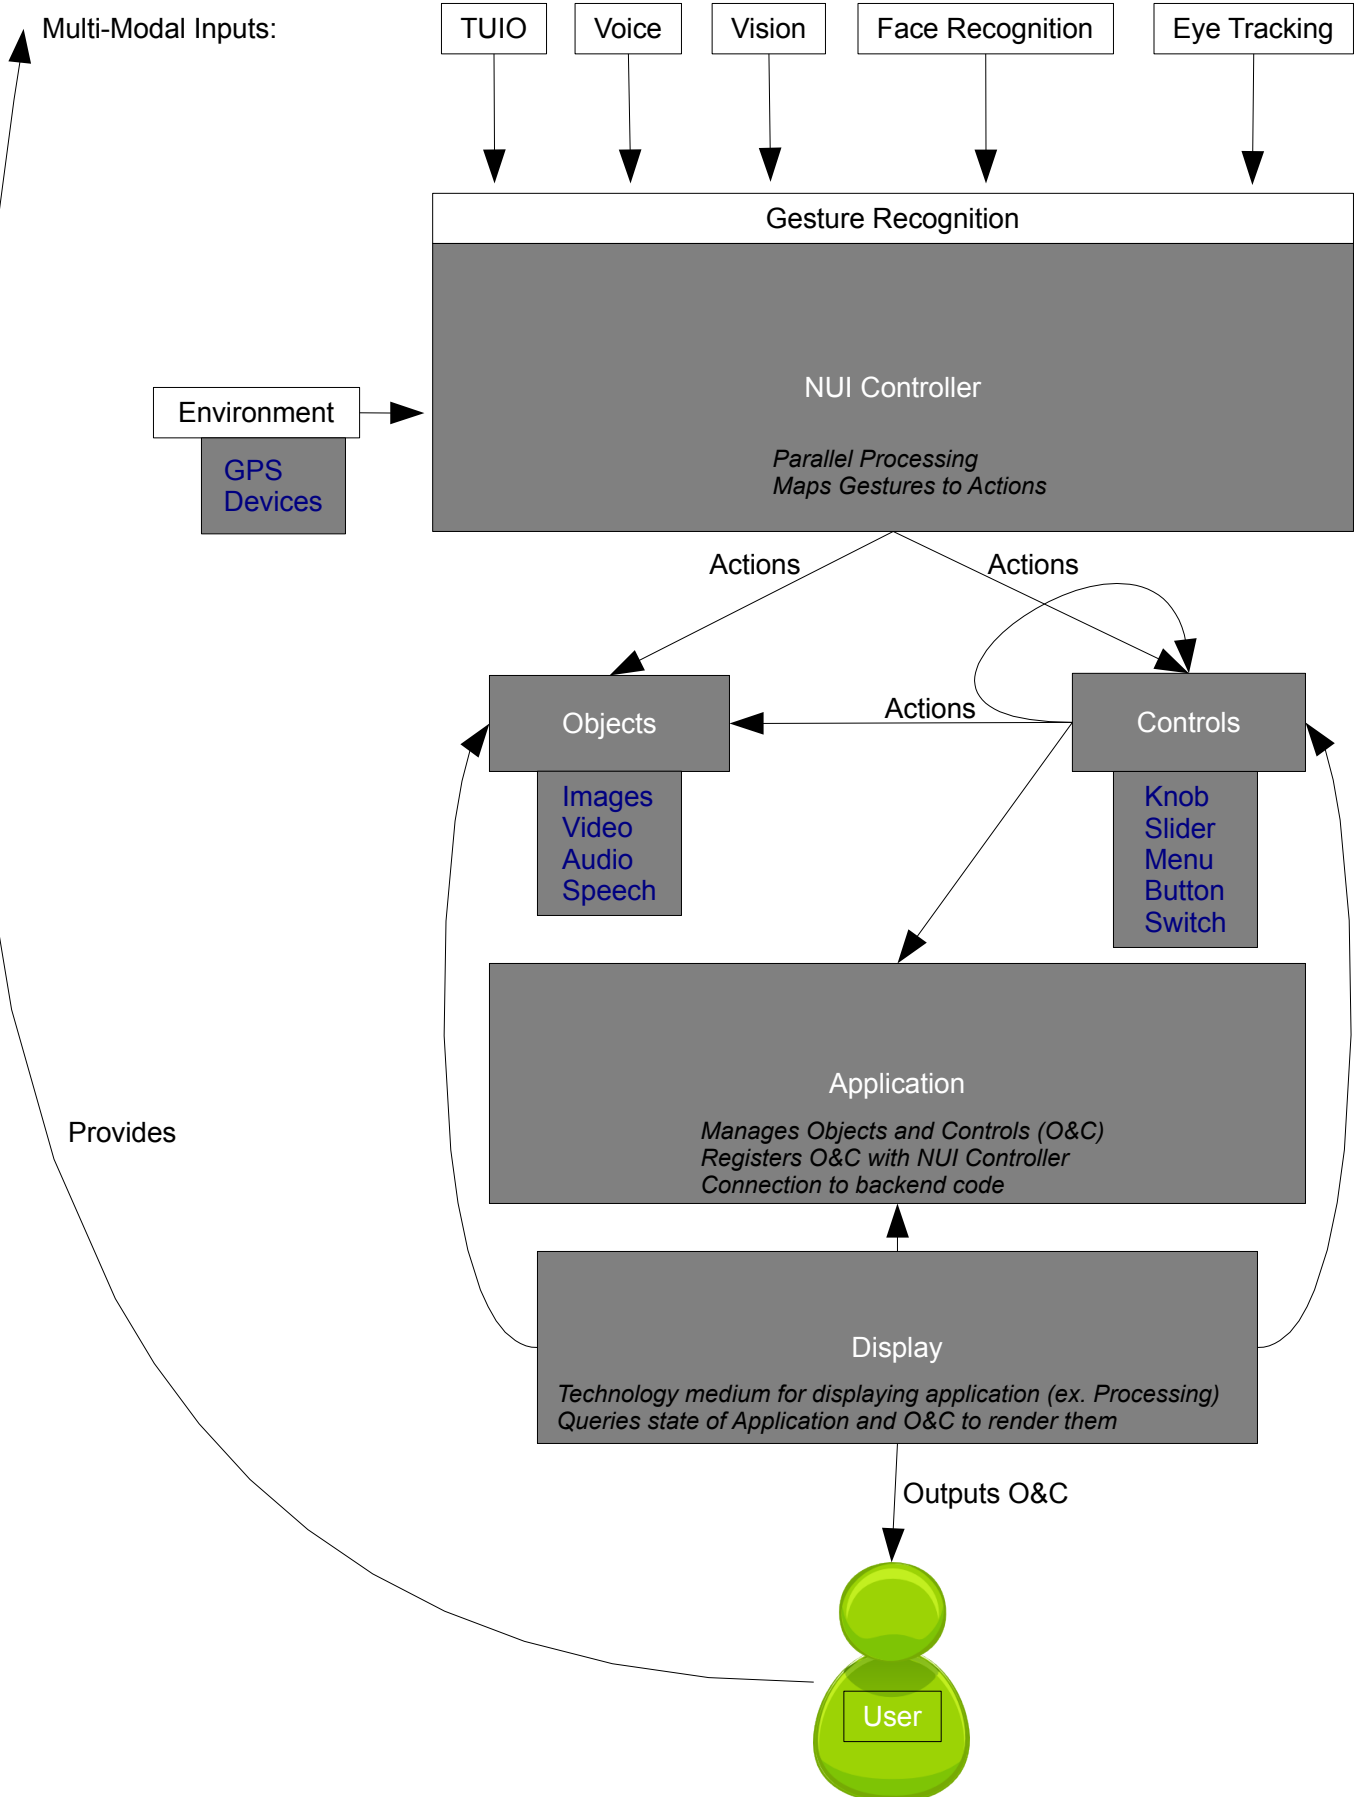 Multi-Modal Inputs:
TUIO
Voice
Vision
Face Recognition
Eye Tracking
Gesture Recognition
NUI Controller
Parallel Processing
Maps Gestures to Actions
Environment
GPS
Devices
Actions
Actions
Actions
Objects
Images
Video
Audio
Speech
Controls
Knob
Slider
Menu
Button
Switch
Application
Manages Objects and Controls (O&C)
Registers O&C with NUI Controller
Connection to backend code
Provides
Display
Technology medium for displaying application (ex. Processing)
Queries state of Application and O&C to render them
Outputs O&C
User